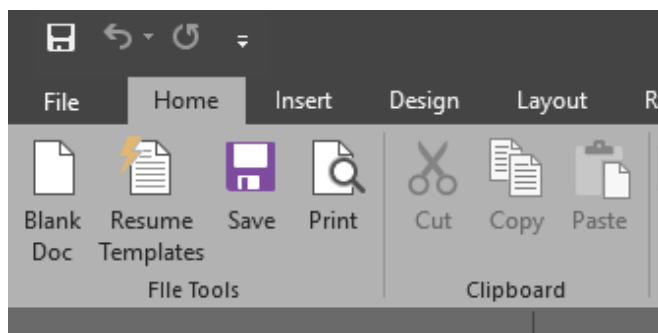 File Home Insert Design Layout R
Blank Resume Save Print Cut Copy Paste
Doc Templates
FIle Tools Clipboard